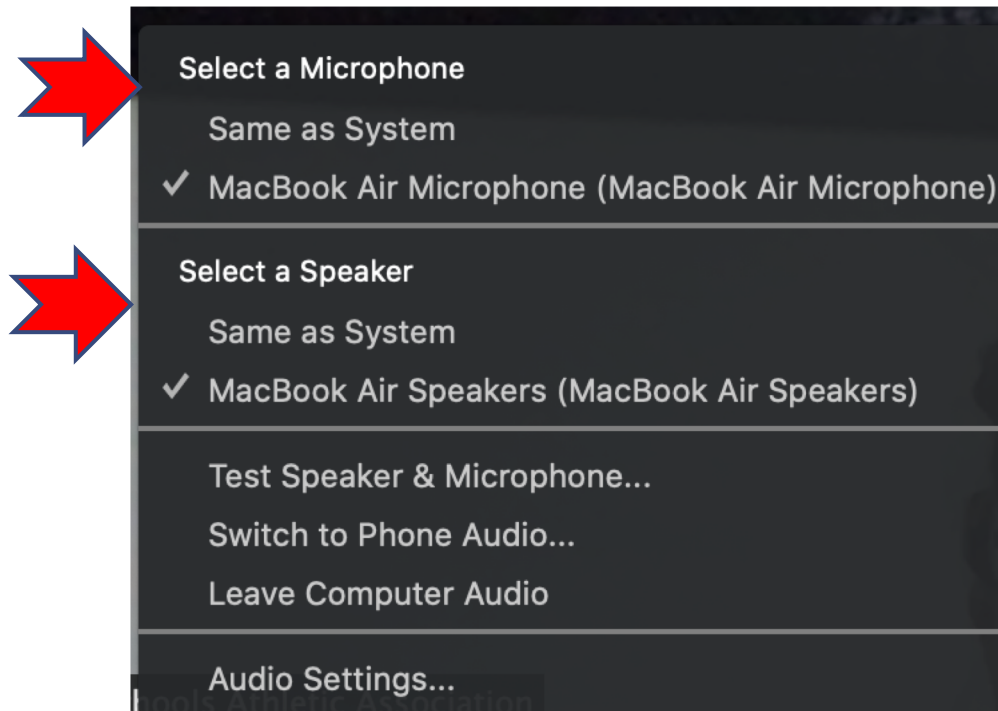 Select a Microphone
Same as System
✓ MacBook Air Microphone (MacBook Air Microphone)
Select a Speaker
Same as System
✓ MacBook Air Speakers (MacBook Air Speakers)
Test Speaker & Microphone...
Switch to Phone Audio...
Leave Computer Audio
Audio Settings...
hools Athletic Association